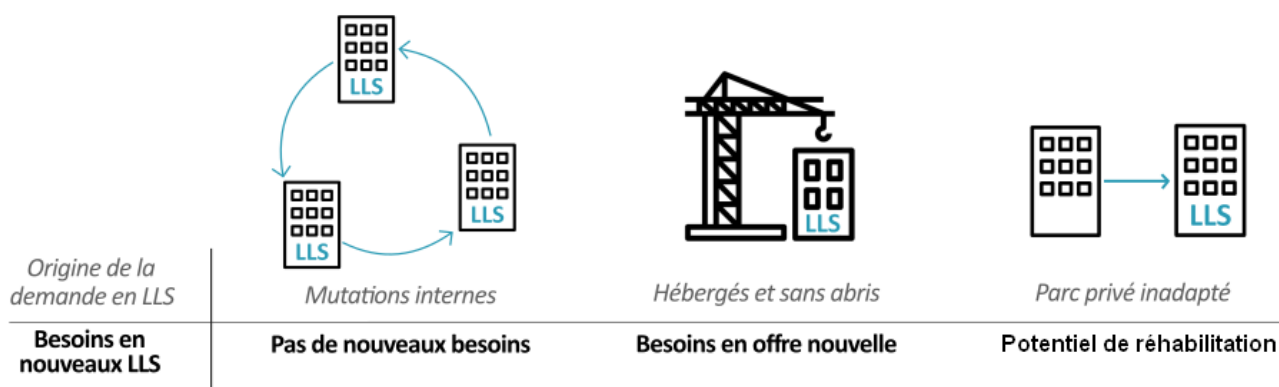 LLS
LLS
LLS
LLS
LLS
Origine de la
demande en LLS
Mutations internes
Hébergés et sans abris
Parc privé inadapté
Besoins en
nouveaux LLS
Pas de nouveaux besoins
Besoins en offre nouvelle
Potentiel de réhabilitation